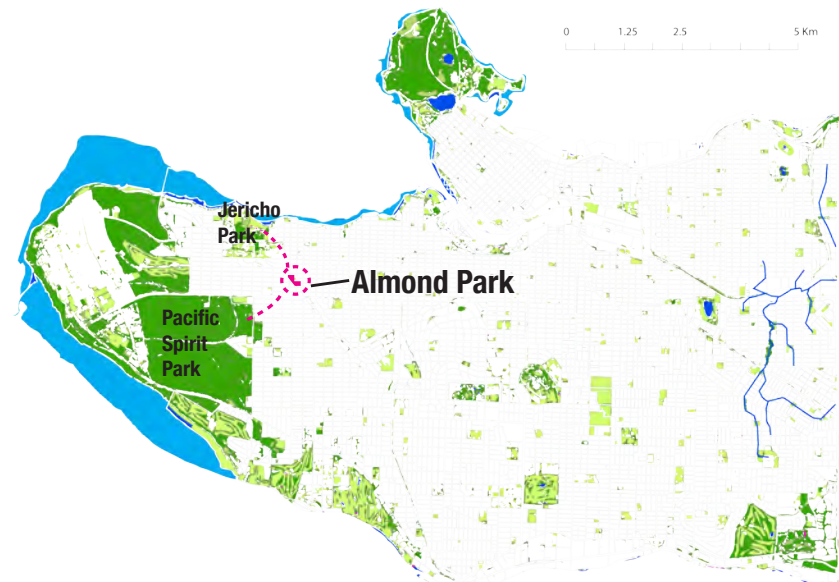 0 1.25 2.5 5 Km
Jericho
Park
Almond Park
Pacific
Spirit
Park